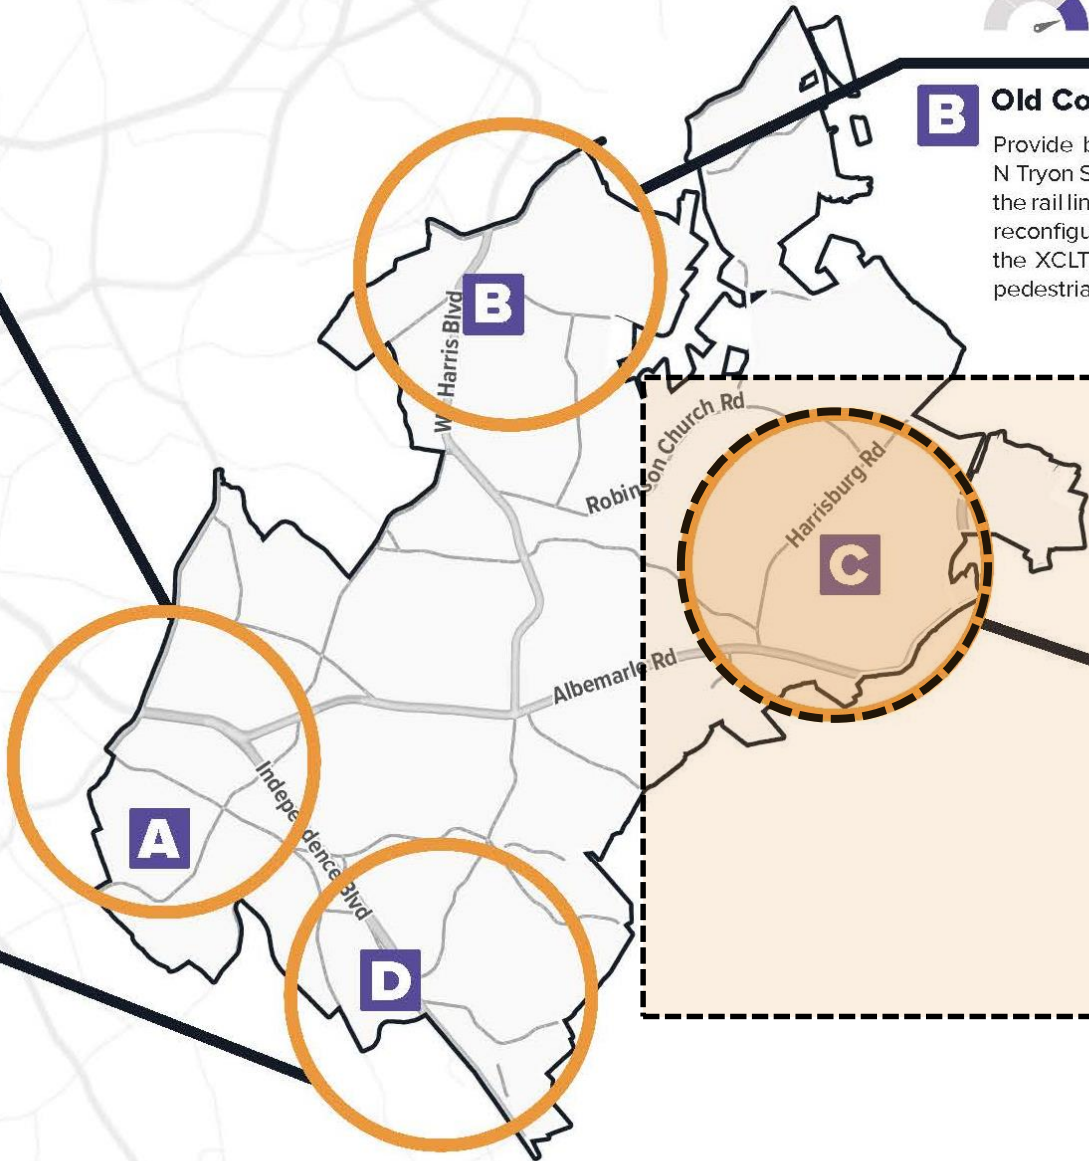 B
Old Co
Provide b
N Tryon S
the rail lin
reconfigu
the XCLT
pedestria
B
W. Harris Blvd
Robinson Church Rd
Harrisburg Rd
C
Albemarle Rd
Independence Blvd
A
D